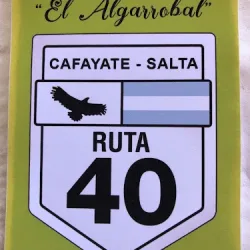 "El Algarrobal"
CAFAYATE - SALTA
RUTA
40